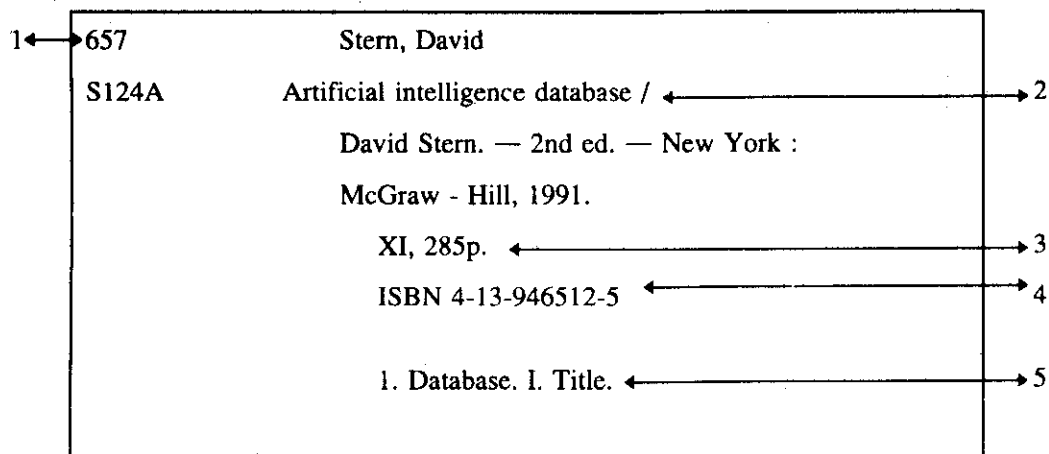 1 657 Stern, David
S124A Artificial intelligence database / 2
David Stern. — 2nd ed. — New York :
McGraw - Hill, 1991.
XI, 285p. 3
ISBN 4-13-946512-5 4
1. Database. I. Title. 5